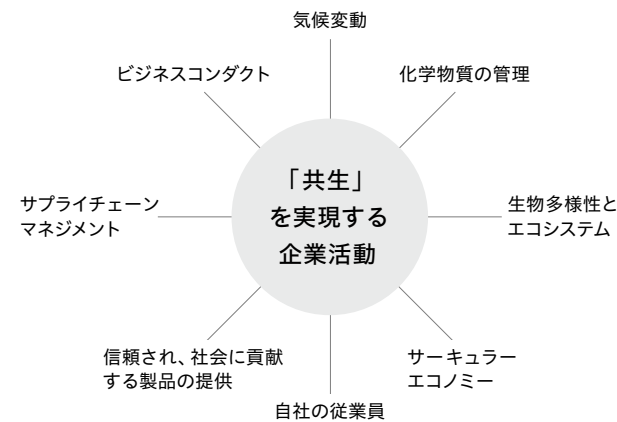 気候変動
ビジネスコンダクト
化学物質の管理
「共生」
を実現する
企業活動
サプライチェーン
マネジメント
生物多様性と
エコシステム
信頼され、社会に貢献
する製品の提供
サーキュラー
エコノミー
自社の従業員